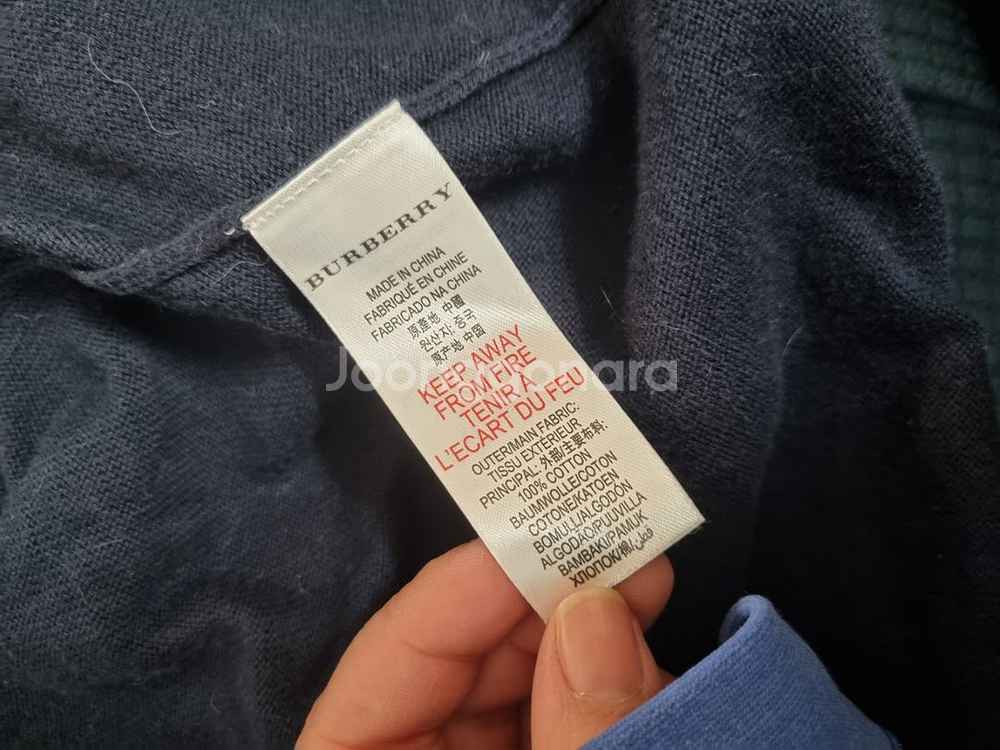 BURBERRY
MADE IN CHINA
FABRIQUÉ EN CHINE
FABRICADO NA CHINA
原產地 中國
원산지: 중국
原产地 中国
KEEP AWAY
FROM FIRE
TENIR À
L'ECART DU FEU
OUTER/MAIN FABRIC:
TISSU EXTÉRIEUR
PRINCIPAL: 外部/主要布料:
100% COTTON
BAUMWOLLE/COTON
COTONE/KATOEN
BOMULL/ALGODÓN
ALGODÃO/PUUVILLA
BAMBAKI/PAMUK
ХЛОПОК/棉/قطن